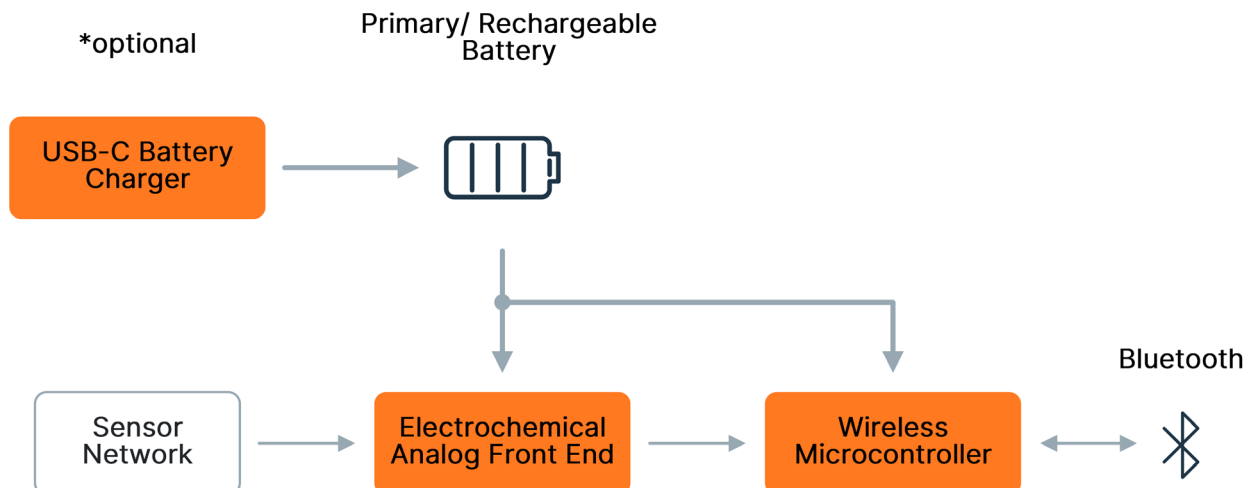 *optional
Primary/ Rechargeable
Battery
USB-C Battery
Charger
Bluetooth
Sensor
Network
Electrochemical
Analog Front End
Wireless
Microcontroller